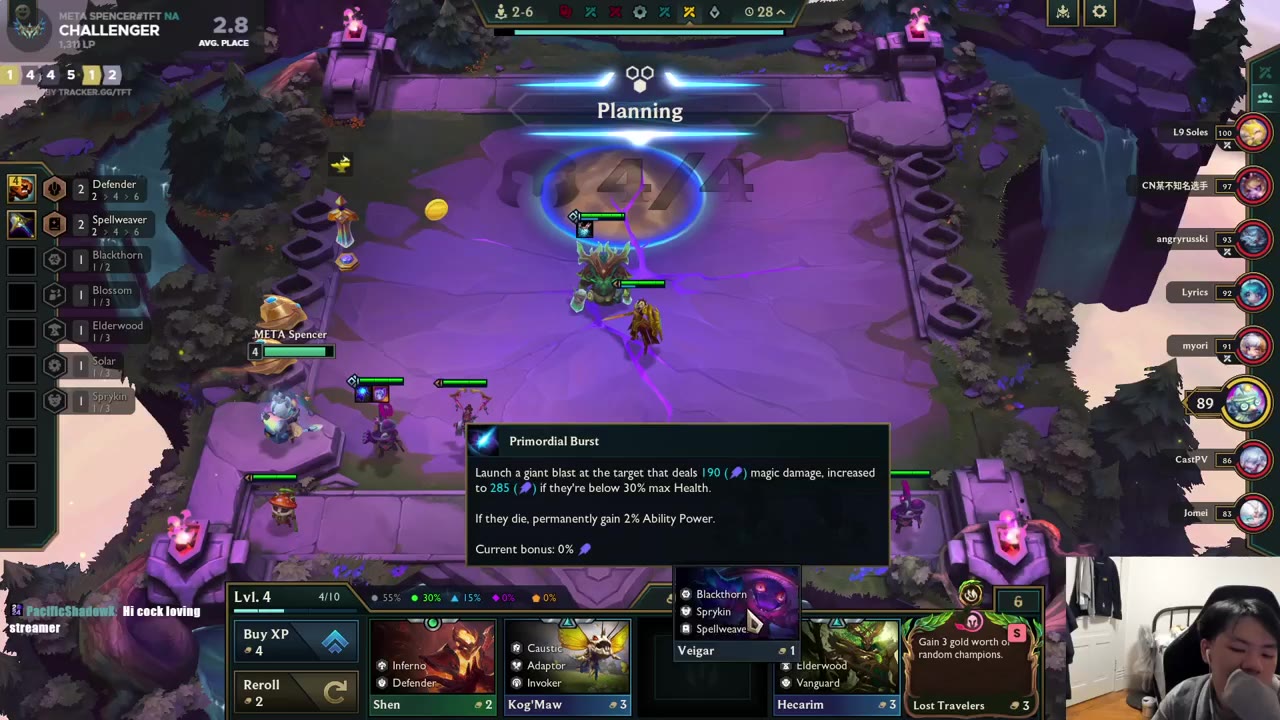 META SPENCER#TFT NA
CHALLENGER
1,311 LP
2.8
AVG. PLACE
1 4 4 5 1 2
BY TRACKER.GG/TFT
2-6
28
Planning
4/4
L9 Soles 100
CN某不知名选手 97
angryrusski 93
Lyrics 92
myori 91
89
CastPV 86
Jomei 83
4
2 Defender
2 > 4 > 6
2 Spellweaver
2 > 4 > 6
1 Blackthorn
1 / 2
1 Blossom
1 / 3
1 Elderwood
1 / 3
1 Solar
1 / 3
1 Sprykin
1 / 3
META Spencer
4
Primordial Burst
Launch a giant blast at the target that deals 190 ( ) magic damage, increased
to 285 ( ) if they're below 30% max Health.
If they die, permanently gain 2% Ability Power.
Current bonus: 0%
PacificShadowK Hi cock loving
streamer
Lvl. 4
4/10
55% 30% 15% 0% 0%
6
Buy XP
4
Reroll
2
Inferno
Defender
Shen 2
Caustic
Adaptor
Invoker
Kog'Maw 3
Blackthorn
Sprykin
Spellweave
Veigar 1
Elderwood
Vanguard
Hecarim 3
S
Gain 3 gold worth of
random champions.
Lost Travelers 3